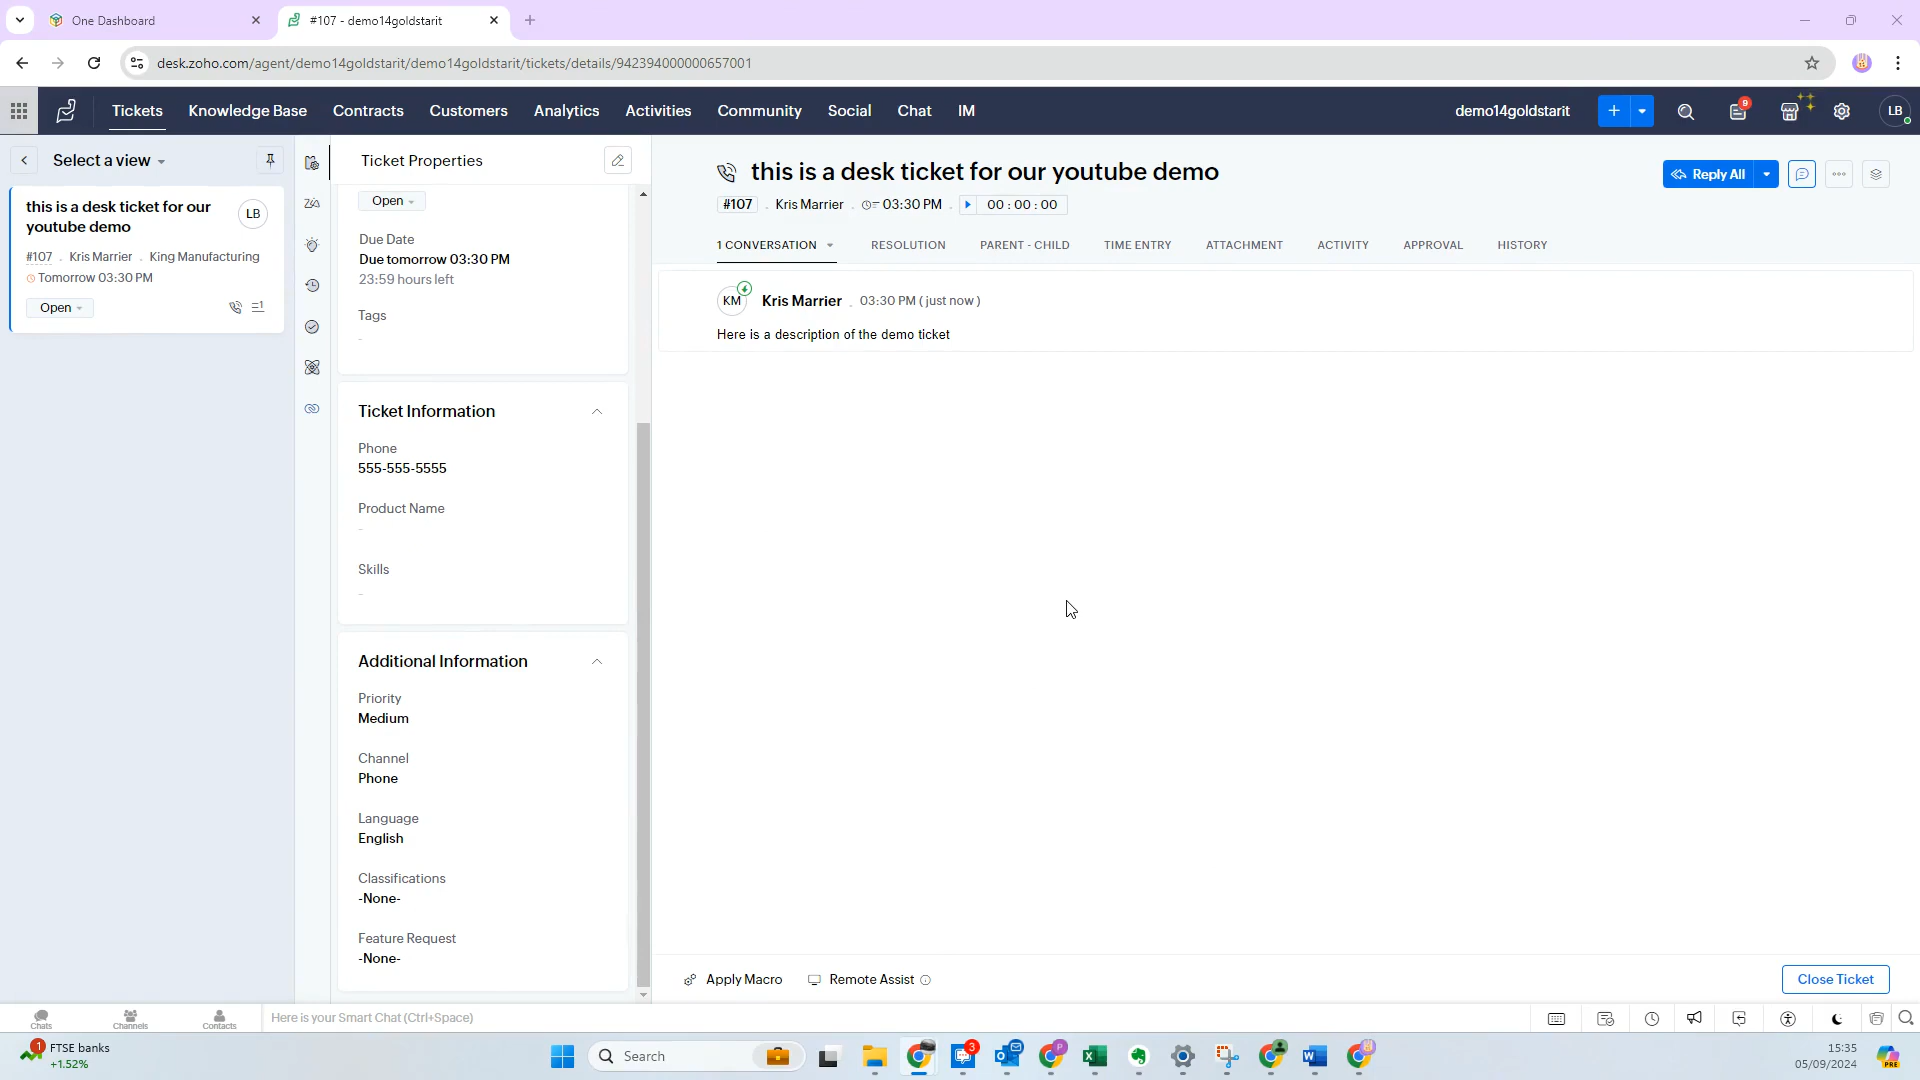 One Dashboard
#107 - demo14goldstarit
desk.zoho.com/agent/demo14goldstarit/demo14goldstarit/tickets/details/942394000000657001
Tickets
Knowledge Base
Contracts
Customers
Analytics
Activities
Community
Social
Chat
IM
demo14goldstarit
9
LB
Select a view
this is a desk ticket for our
youtube demo
LB
#107 . Kris Marrier . King Manufacturing
Tomorrow 03:30 PM
Open
Ticket Properties
Open
Due Date
Due tomorrow 03:30 PM
23:59 hours left
Tags
-
Ticket Information
Phone
555-555-5555
Product Name
-
Skills
-
Additional Information
Priority
Medium
Channel
Phone
Language
English
Classifications
-None-
Feature Request
-None-
this is a desk ticket for our youtube demo
#107 . Kris Marrier . 03:30 PM . 00 : 00 : 00
Reply All
1 CONVERSATION
RESOLUTION
PARENT - CHILD
TIME ENTRY
ATTACHMENT
ACTIVITY
APPROVAL
HISTORY
KM
Kris Marrier . 03:30 PM ( just now )
Here is a description of the demo ticket
Apply Macro
Remote Assist
Close Ticket
Chats
Channels
Contacts
Here is your Smart Chat (Ctrl+Space)
1
FTSE banks
+1.52%
Search
3
P
15:35
05/09/2024
PRE